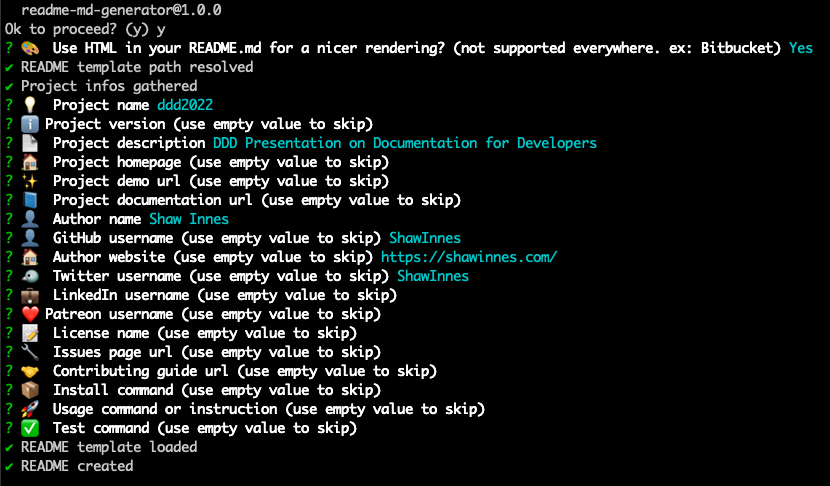 readme-md-generator@1.0.0
Ok to proceed? (y) y
? 🎨 Use HTML in your README.md for a nicer rendering? (not supported everywhere. ex: Bitbucket) Yes
✔ README template path resolved
✔ Project infos gathered
? 💡 Project name ddd2022
? ℹ️ Project version (use empty value to skip)
? 📄 Project description DDD Presentation on Documentation for Developers
? 🏠 Project homepage (use empty value to skip)
? ✨ Project demo url (use empty value to skip)
? 📘 Project documentation url (use empty value to skip)
? 👤 Author name Shaw Innes
? 👤 GitHub username (use empty value to skip) ShawInnes
? 🏠 Author website (use empty value to skip) https://shawinnes.com/
? 🐦 Twitter username (use empty value to skip) ShawInnes
? 💼 LinkedIn username (use empty value to skip)
? ❤️ Patreon username (use empty value to skip)
? 📝 License name (use empty value to skip)
? 🔧 Issues page url (use empty value to skip)
? 🤝 Contributing guide url (use empty value to skip)
? 📦 Install command (use empty value to skip)
? 🚀 Usage command or instruction (use empty value to skip)
? ✅ Test command (use empty value to skip)
✔ README template loaded
✔ README created